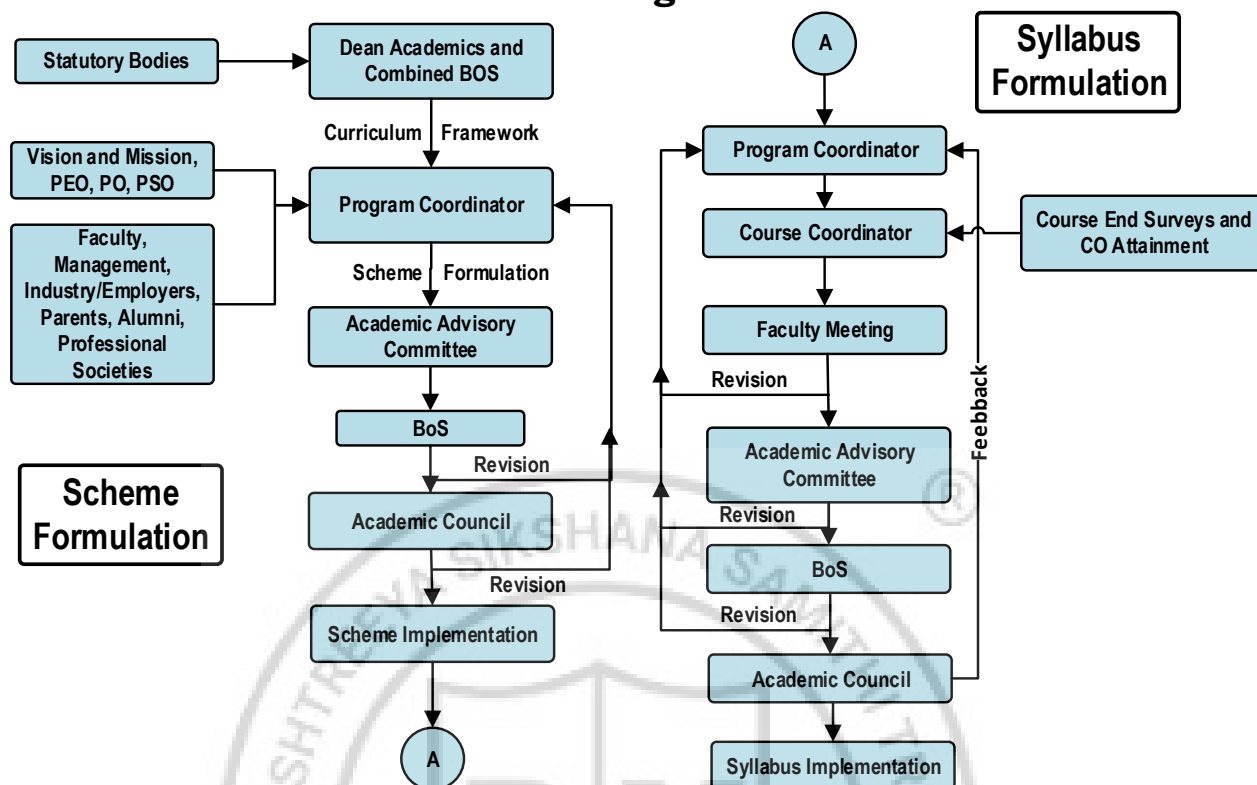 Statutory Bodies
Dean Academics and
Combined BOS
Curriculum Framework
Vision and Mission,
PEO, PO, PSO
Program Coordinator
Faculty,
Management,
Industry/Employers,
Parents, Alumni,
Professional
Societies
Scheme Formulation
Academic Advisory
Committee
BoS
Revision
Scheme
Formulation
Academic Council
Revision
Scheme Implementation
A
A
Syllabus
Formulation
Program Coordinator
Course Coordinator
Course End Surveys and
CO Attainment
Faculty Meeting
Revision
Feebback
Academic Advisory
Committee
Revision
BoS
Revision
Academic Council
Syllabus Implementation
SIKSHANA SAMITHI
®